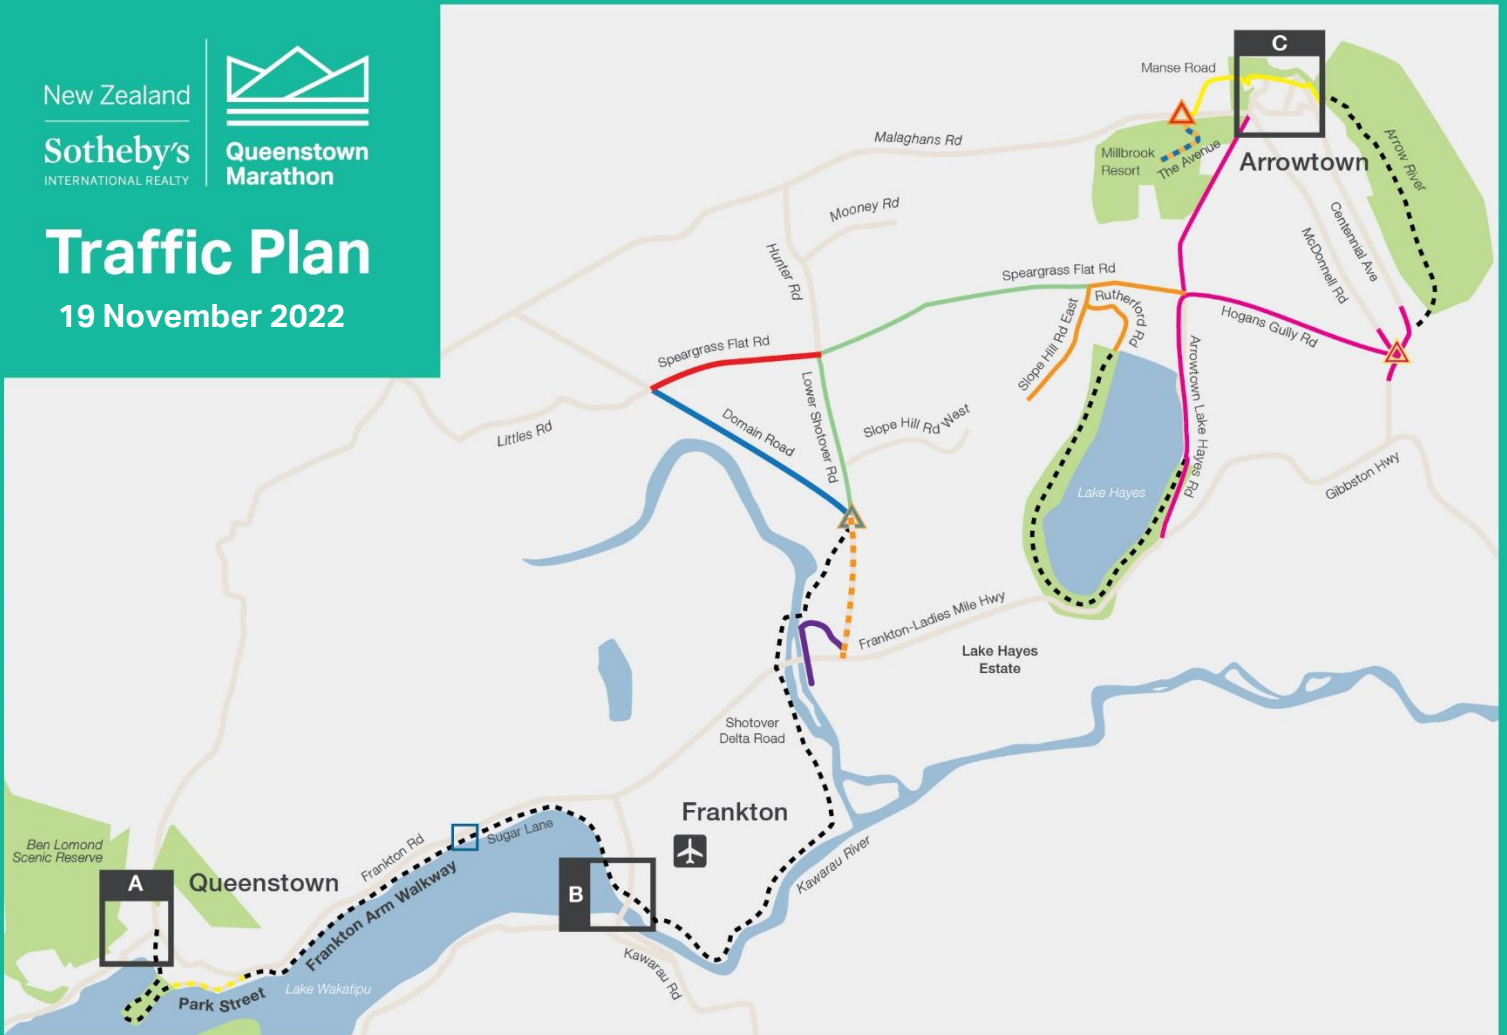 New Zealand
Sotheby's
INTERNATIONAL REALTY
Queenstown
Marathon
Traffic Plan
19 November 2022
C
Manse Road
Malaghans Rd
Millbrook
Resort
The Avenue
Arrowtown
Arrow River
Mooney Rd
Hunter Rd
Centennial Ave
McDonnell Rd
Speargrass Flat Rd
Rutherford Rd
Slope Hill Rd East
Hogans Gully Rd
Speargrass Flat Rd
Lower Shotover Rd
Arrowtown Lake Hayes Rd
Littles Rd
Domain Road
Slope Hill Rd West
Gibbston Hwy
Lake Hayes
Frankton-Ladies Mile Hwy
Lake Hayes
Estate
Shotover
Delta Road
Frankton
Sugar Lane
Frankton Rd
Frankton Arm Walkway
Ben Lomond
Scenic Reserve
A
Queenstown
B
Kawarau River
Kawarau Rd
Lake Wakatipu
Park Street